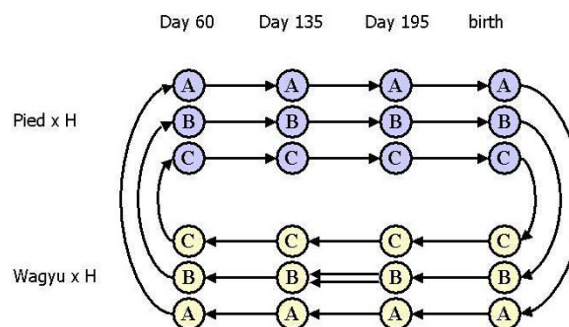 Day 60 Day 135 Day 195 birth
A A A A
Pied x H B B B B
C C C C
C C C C
Wagyu x H B B B B
A A A A